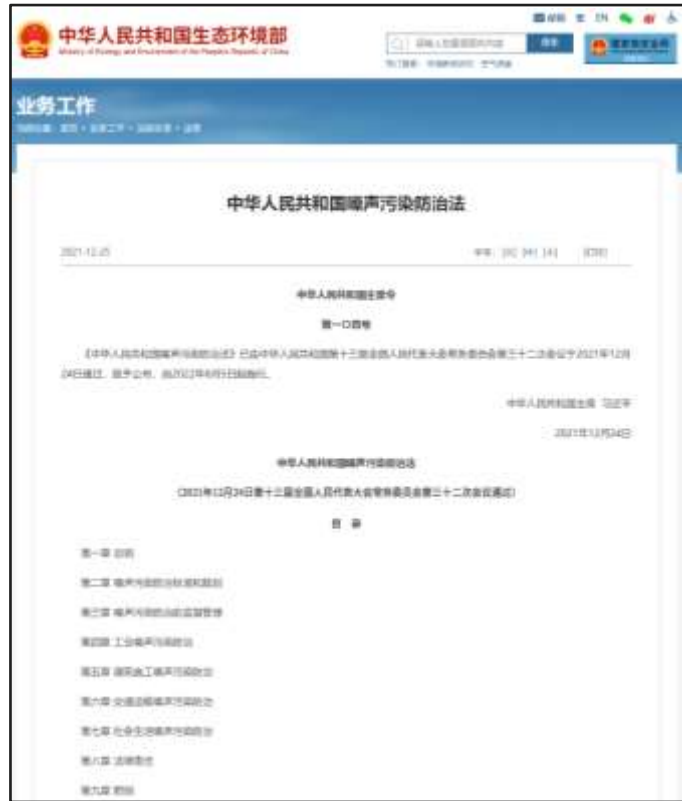 中华人民共和国生态环境部
Ministry of Ecology and Environment of the People's Republic of China
EN
业务工作
中华人民共和国噪声污染防治法
2021-12-25
中华人民共和国主席令
第一〇四号
《中华人民共和国噪声污染防治法》已由中华人民共和国第十三届全国人民代表大会常务委员会第三十二次会议于2021年12月
24日通过，现予公布，自2022年6月5日起施行。
中华人民共和国主席 习近平
2021年12月24日
中华人民共和国噪声污染防治法
(2021年12月24日第十三届全国人民代表大会常务委员会第三十二次会议通过)
目 录
第一章 总则
第二章 噪声污染防治标准和规划
第三章 噪声污染防治的监督管理
第四章 工业噪声污染防治
第五章 建筑施工噪声污染防治
第六章 交通运输噪声污染防治
第七章 社会生活噪声污染防治
第八章 法律责任
第九章 附则